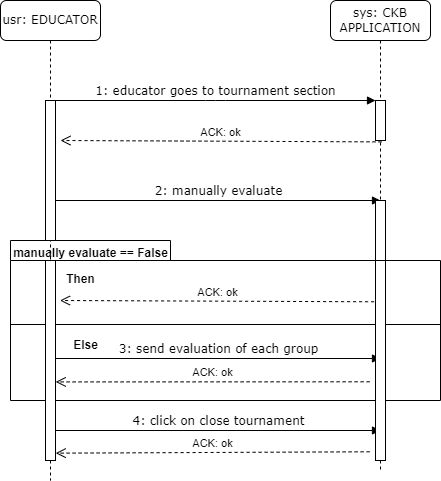 usr: EDUCATOR
sys: CKB
APPLICATION
1: educator goes to tournament section
ACK: ok
2: manually evaluate
manually evaluate == False
Then
ACK: ok
Else
3: send evaluation of each group
ACK: ok
4: click on close tournament
ACK: ok